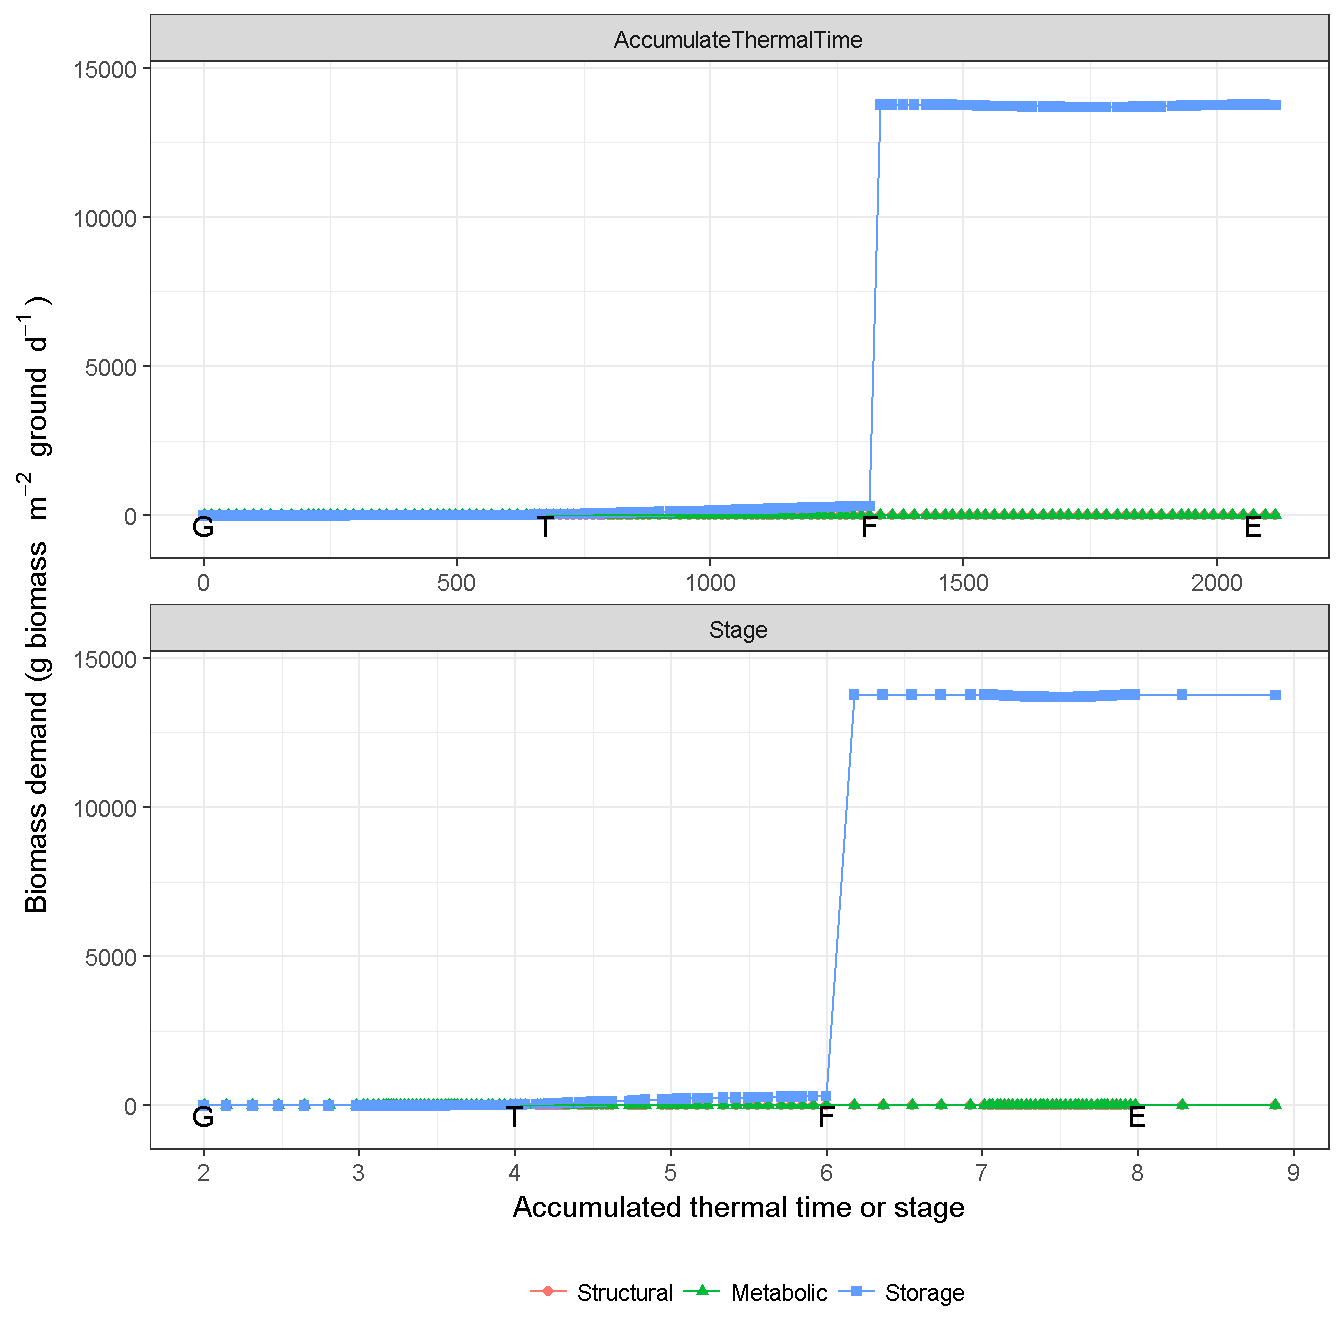 AccumulateThermalTime
15000
10000
5000
0
G T F E
0 500 1000 1500 2000
Biomass demand (g biomass m⁻² ground d⁻¹)
Stage
15000
10000
5000
0
G T F E
2 3 4 5 6 7 8 9
Accumulated thermal time or stage
Structural Metabolic Storage